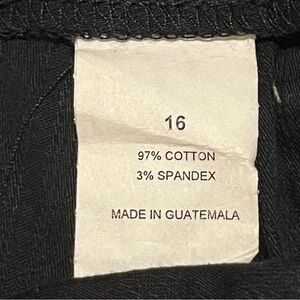 16
97% COTTON
3% SPANDEX
MADE IN GUATEMALA